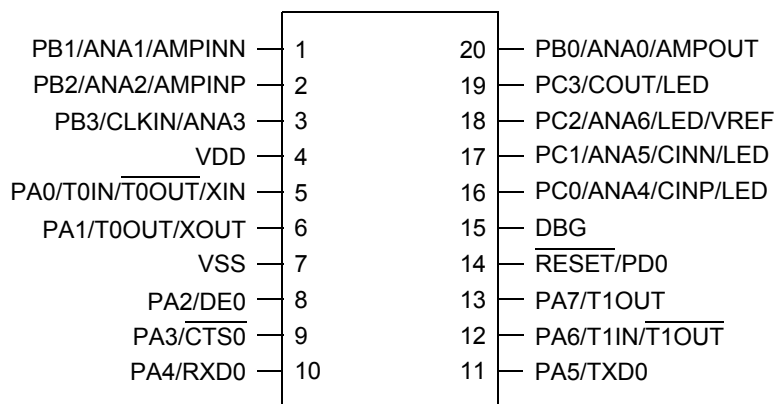 PB1/ANA1/AMPINN 1 20 PB0/ANA0/AMPOUT
PB2/ANA2/AMPINP 2 19 PC3/COUT/LED
PB3/CLKIN/ANA3 3 18 PC2/ANA6/LED/VREF
VDD 4 17 PC1/ANA5/CINN/LED
PA0/T0IN/T0OUT/XIN 5 16 PC0/ANA4/CINP/LED
PA1/T0OUT/XOUT 6 15 DBG
VSS 7 14 RESET/PD0
PA2/DE0 8 13 PA7/T1OUT
PA3/CTS0 9 12 PA6/T1IN/T1OUT
PA4/RXD0 10 11 PA5/TXD0